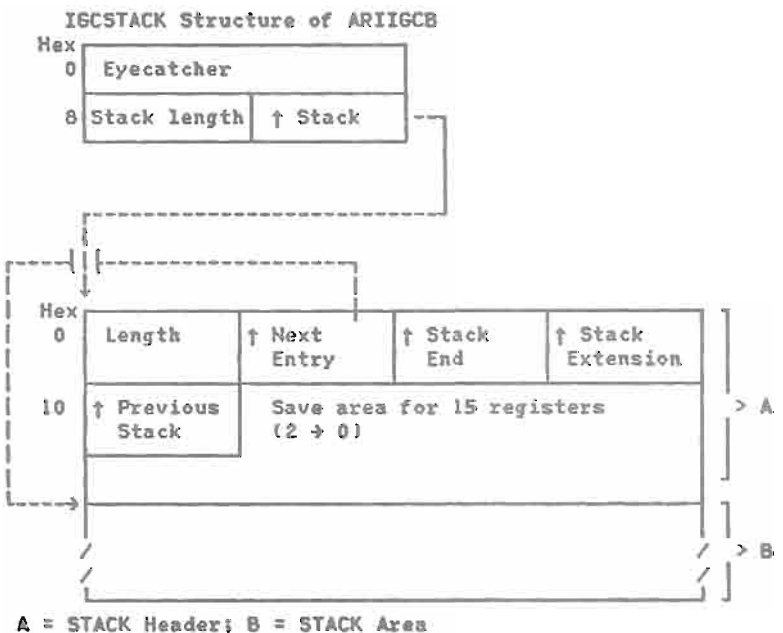 IGCSTACK Structure of ARIIGCB
Hex
0 Eyecatcher
8 Stack length ↑ Stack
Hex
0 Length ↑ Next Entry ↑ Stack End ↑ Stack Extension
10 ↑ Previous Stack Save area for 15 registers (2 → 0)
> A
> B
A = STACK Header; B = STACK Area